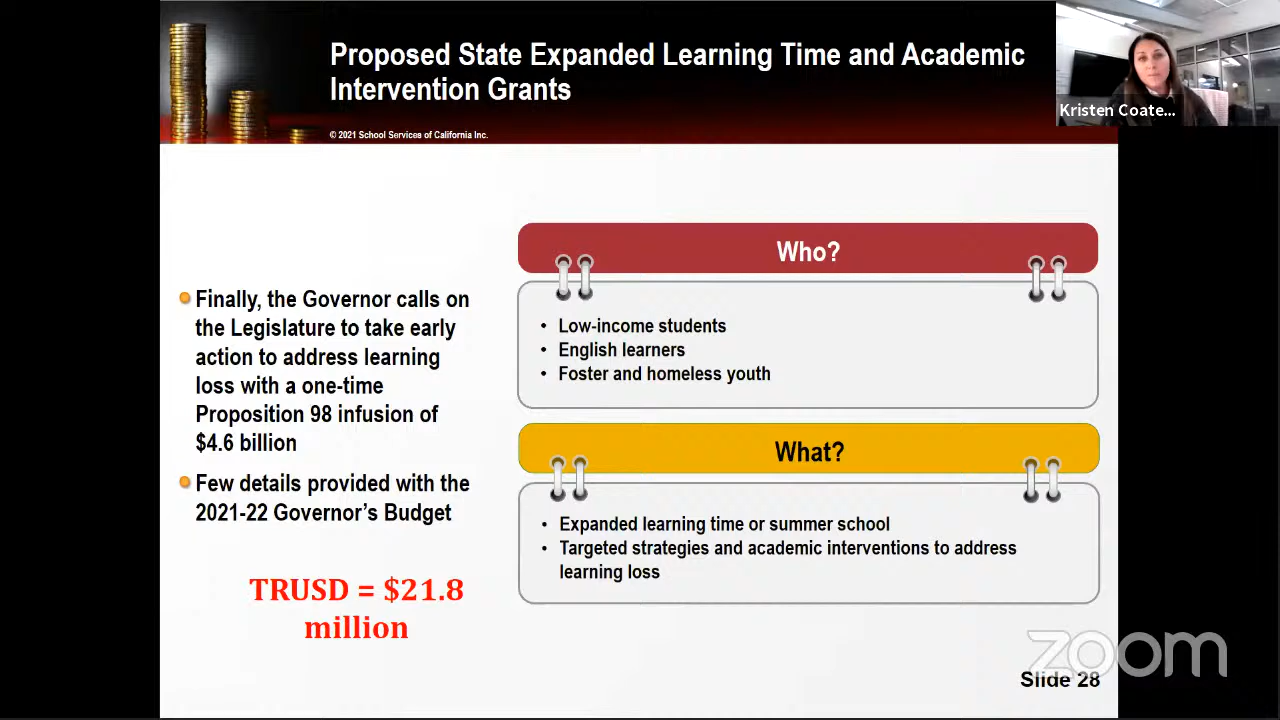 Proposed State Expanded Learning Time and Academic
Intervention Grants
© 2021 School Services of California Inc.
Kristen Coate...
Finally, the Governor calls on
the Legislature to take early
action to address learning
loss with a one-time
Proposition 98 infusion of
$4.6 billion
Few details provided with the
2021-22 Governor's Budget
TRUSD = $21.8
million
Who?
• Low-income students
• English learners
• Foster and homeless youth
What?
• Expanded learning time or summer school
• Targeted strategies and academic interventions to address
learning loss
zoom
Slide 28